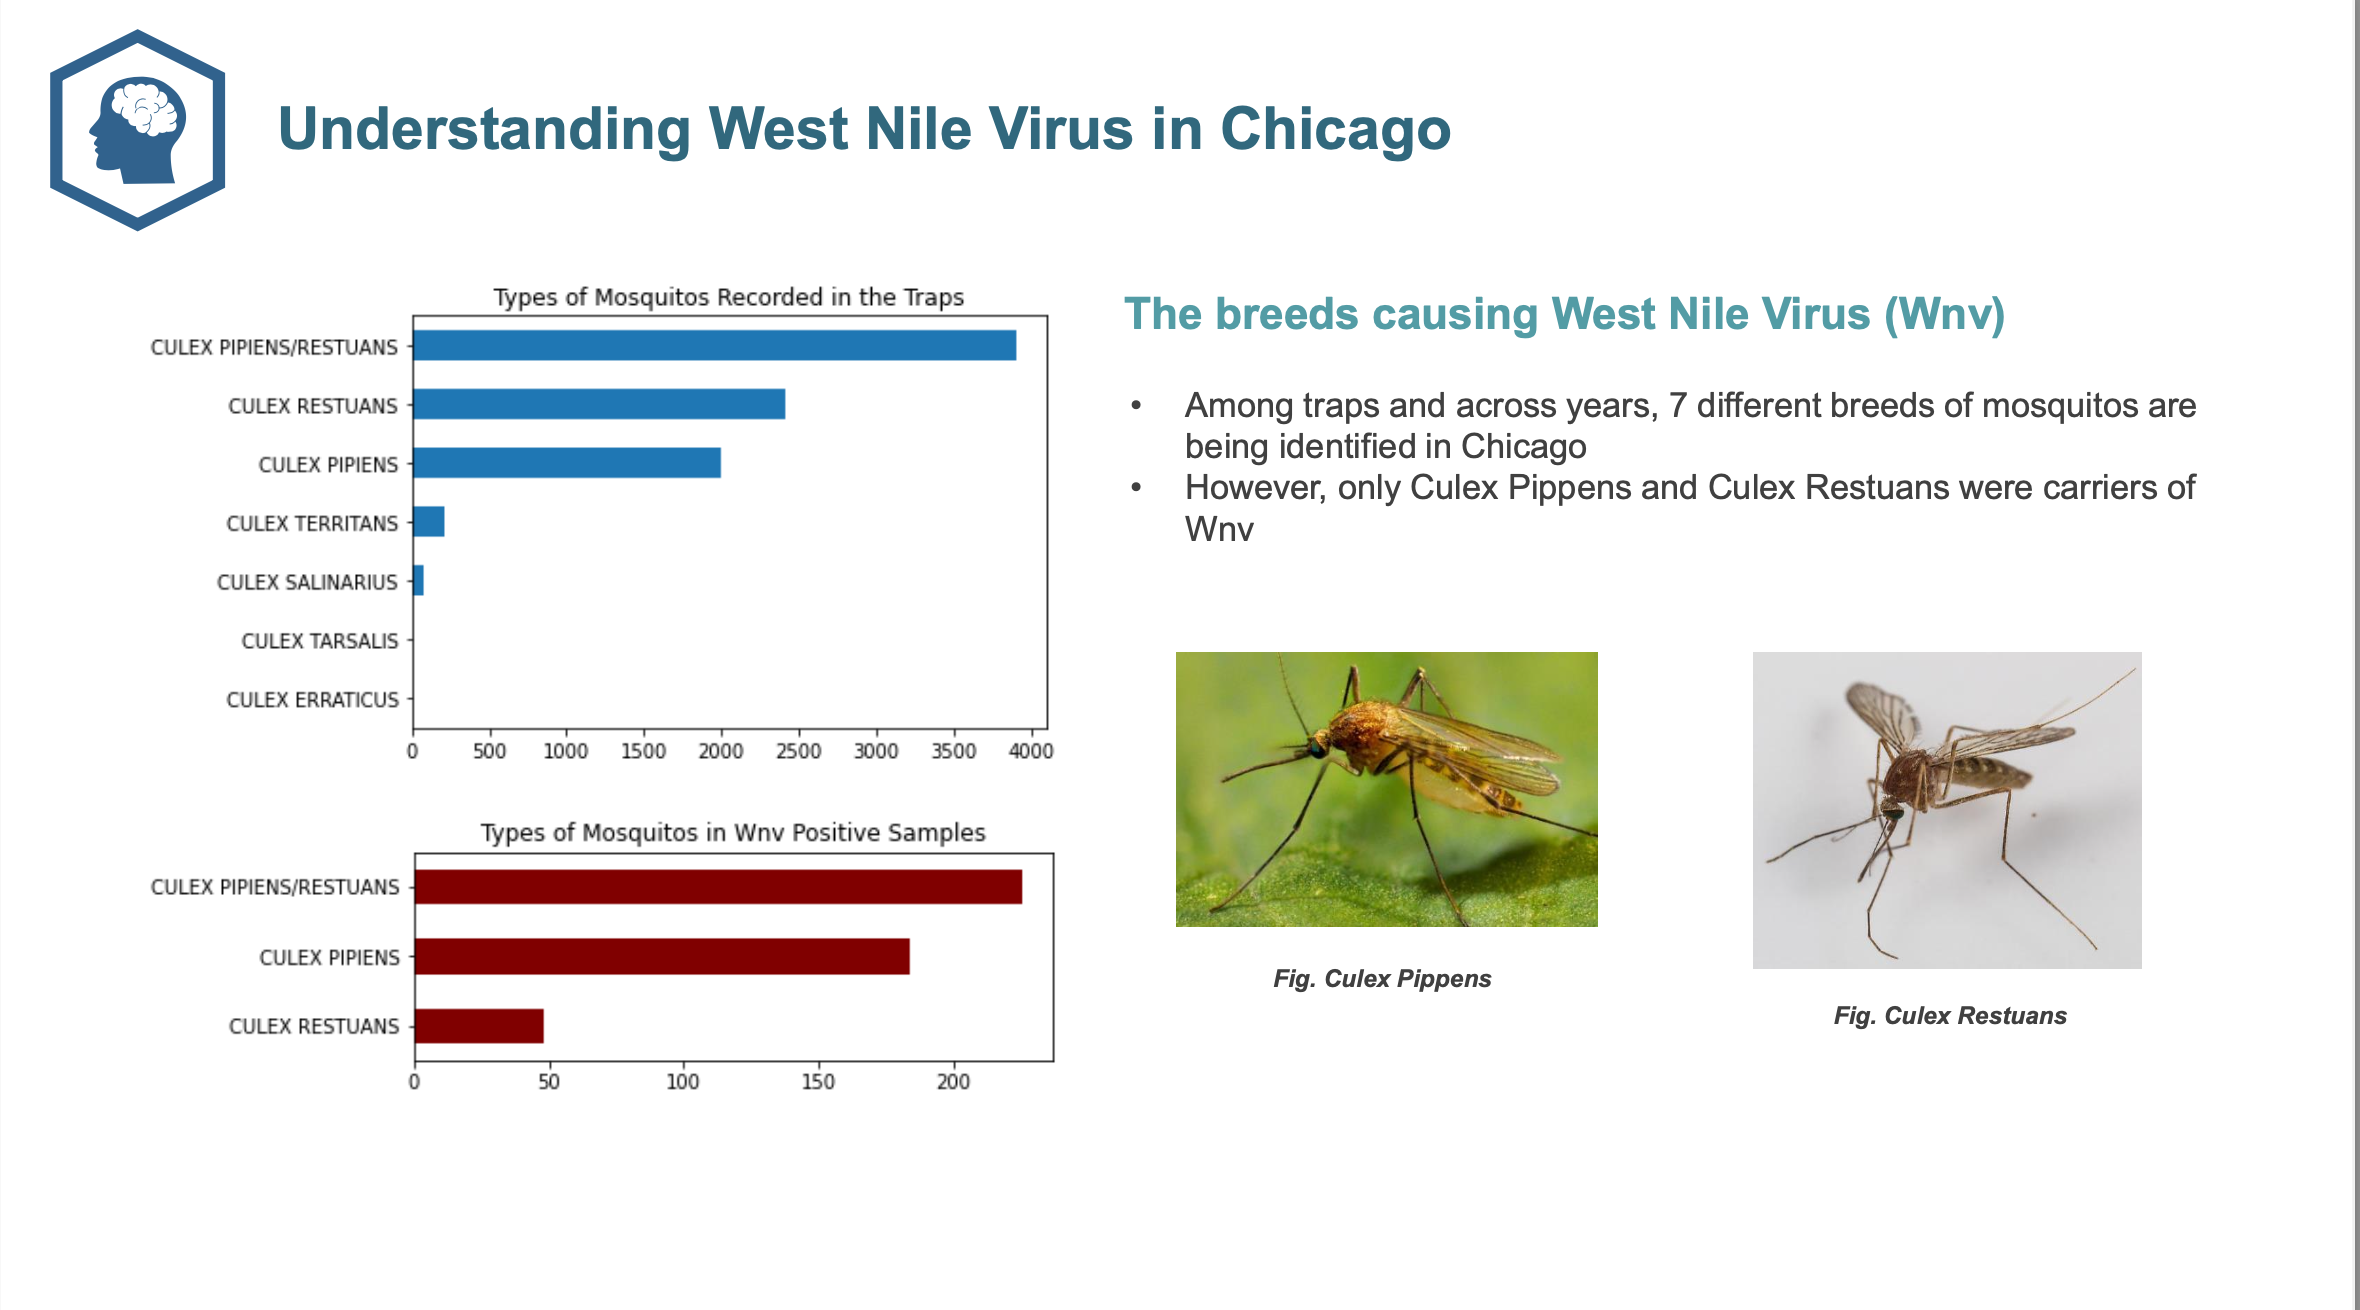 Understanding West Nile Virus in Chicago
Types of Mosquitos Recorded in the Traps
CULEX PIPIENS/RESTUANS
CULEX RESTUANS
CULEX PIPIENS
CULEX TERRITANS
CULEX SALINARIUS
CULEX TARSALIS
CULEX ERRATICUS
0 500 1000 1500 2000 2500 3000 3500 4000
Types of Mosquitos in Wnv Positive Samples
CULEX PIPIENS/RESTUANS
CULEX PIPIENS
CULEX RESTUANS
0 50 100 150 200
The breeds causing West Nile Virus (Wnv)
• Among traps and across years, 7 different breeds of mosquitos are
being identified in Chicago
• However, only Culex Pippens and Culex Restuans were carriers of
Wnv
Fig. Culex Pippens
Fig. Culex Restuans